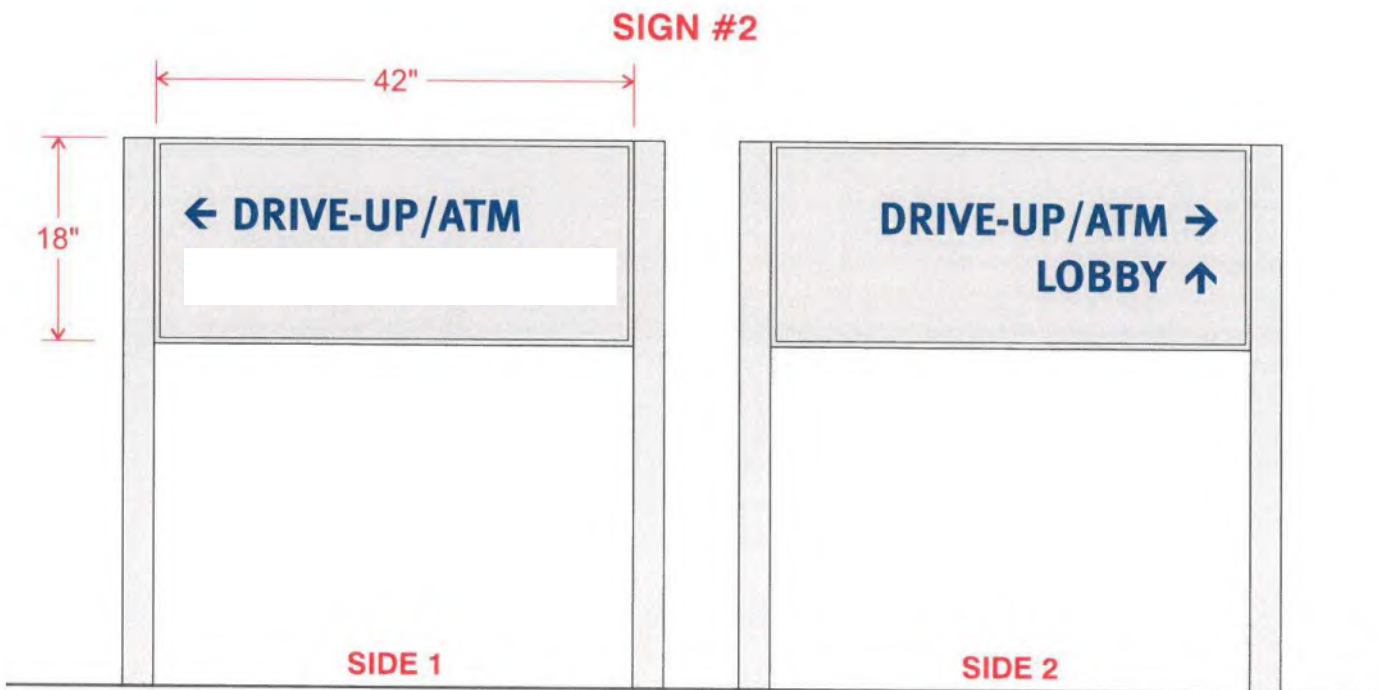 SIGN #2
42"
18"
← DRIVE-UP/ATM
DRIVE-UP/ATM →
LOBBY ↑
SIDE 1
SIDE 2